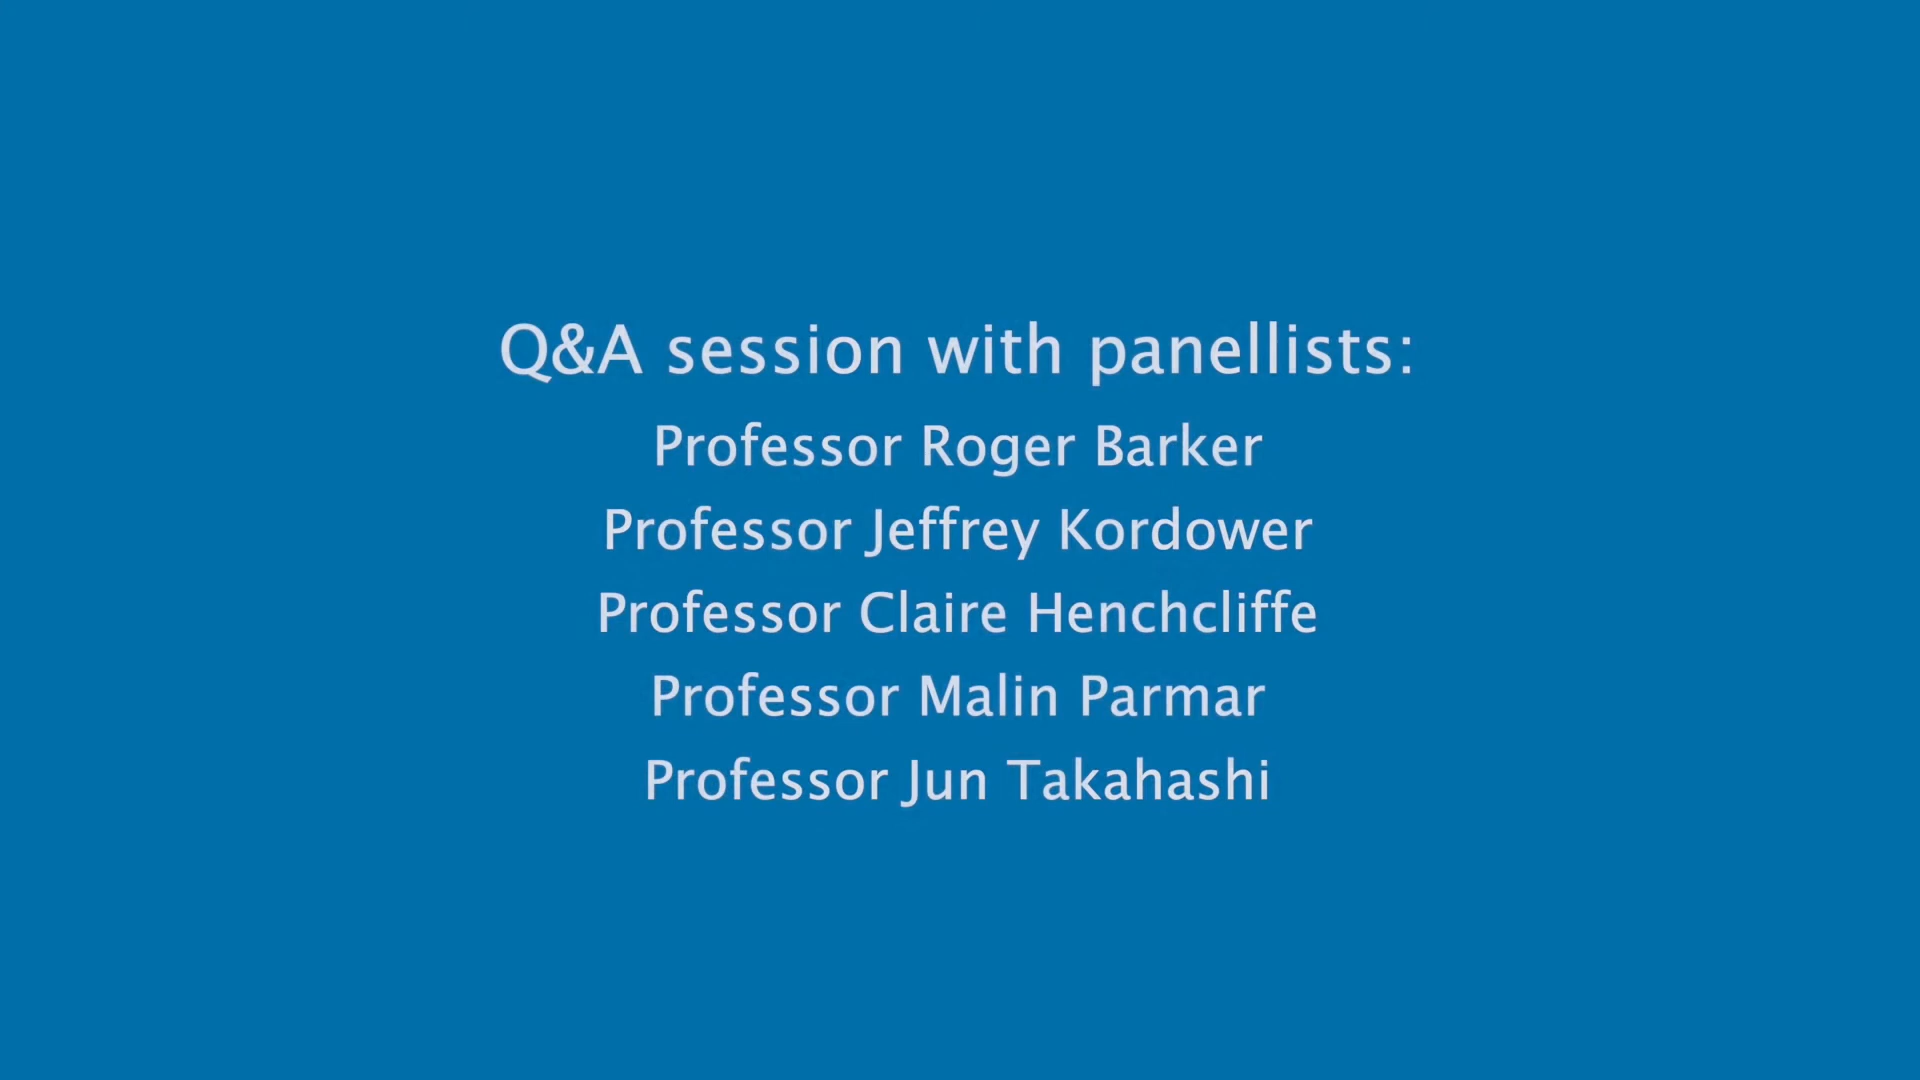 Q&A session with panellists:
Professor Roger Barker
Professor Jeffrey Kordower
Professor Claire Henchcliffe
Professor Malin Parmar
Professor Jun Takahashi